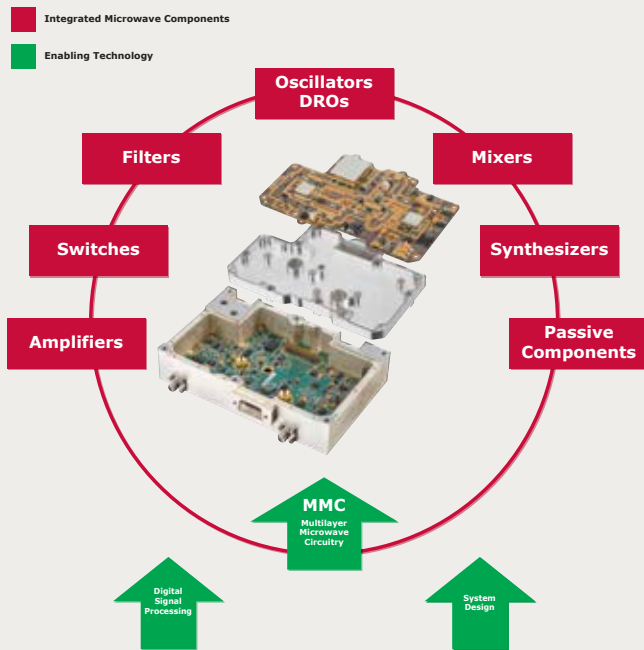 Integrated Microwave Components
Enabling Technology
Oscillators
DROs
Filters
Mixers
Switches
Synthesizers
Amplifiers
Passive
Components
MMC
Multilayer
Microwave
Circuitry
Digital
Signal
Processing
System
Design